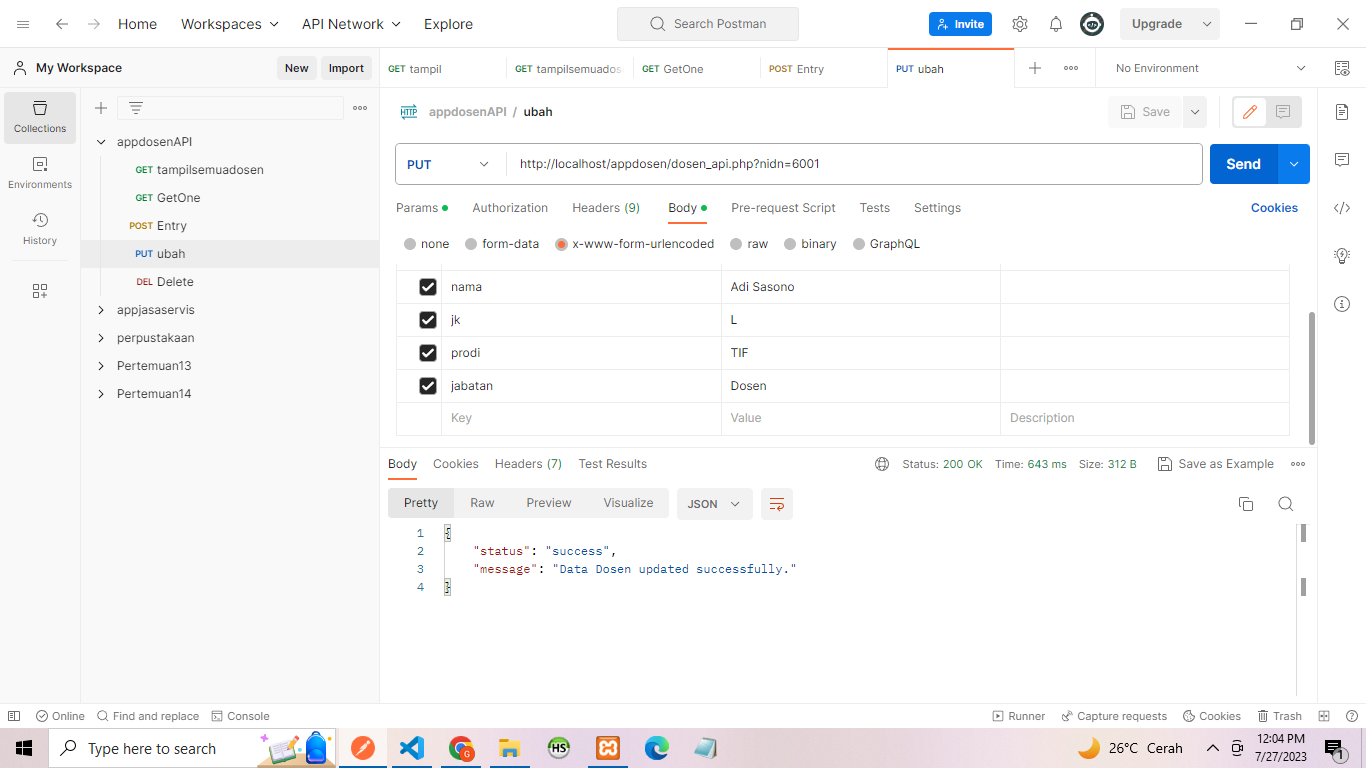 Home Workspaces API Network Explore Search Postman Invite Upgrade
My Workspace New Import GET tampil GET tampilsemuados GET GetOne POST Entry PUT ubah No Environment
Collections
Environments
History
appdosenAPI
GET tampilsemuadosen
GET GetOne
POST Entry
PUT ubah
DEL Delete
appjasaservis
perpustakaan
Pertemuan13
Pertemuan14
HTTP appdosenAPI / ubah Save
PUT http://localhost/appdosen/dosen_api.php?nidn=6001 Send
Params Authorization Headers (9) Body Pre-request Script Tests Settings Cookies
none form-data x-www-form-urlencoded raw binary GraphQL
nama Adi Sasono
jk L
prodi TIF
jabatan Dosen
Key Value Description
Body Cookies Headers (7) Test Results Status: 200 OK Time: 643 ms Size: 312 B Save as Example
Pretty Raw Preview Visualize JSON
1 {
2 "status": "success",
3 "message": "Data Dosen updated successfully."
4 }
Online Find and replace Console Runner Capture requests Cookies Trash
Type here to search G HS 26°C Cerah 12:04 PM
7/27/2023 1